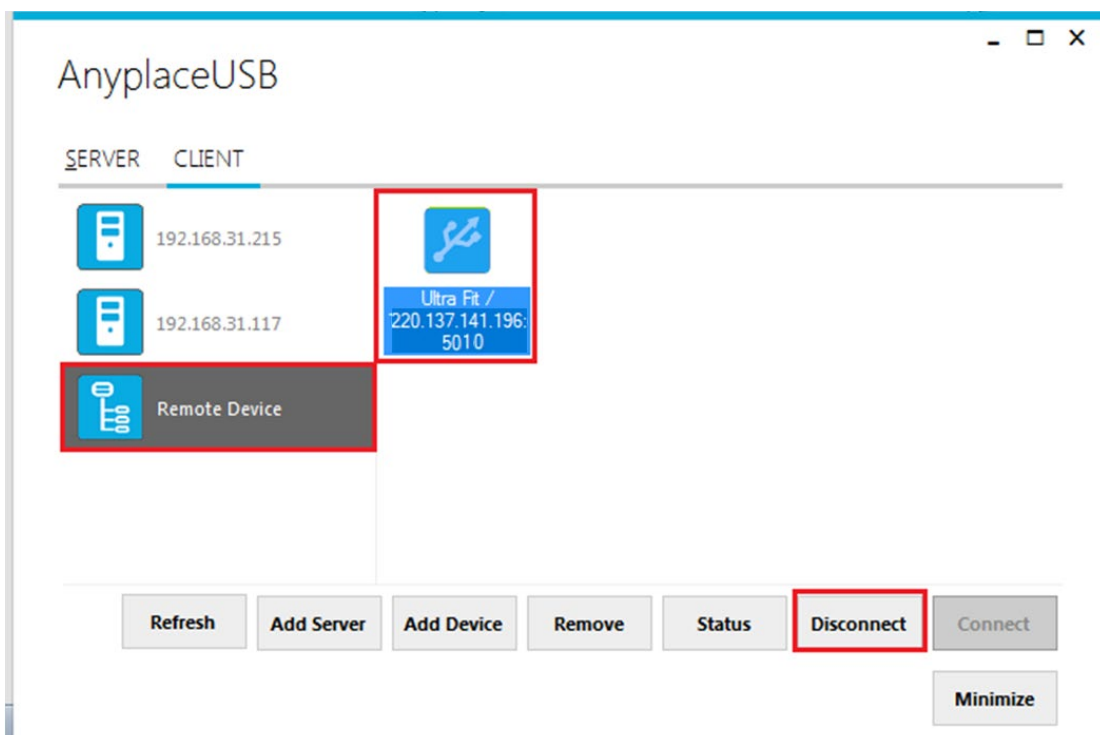 AnyplaceUSB
SERVER CLIENT
192.168.31.215
192.168.31.117
Remote Device
Ultra Fit /
220.137.141.196:
5010
Refresh Add Server Add Device Remove Status Disconnect Connect
Minimize